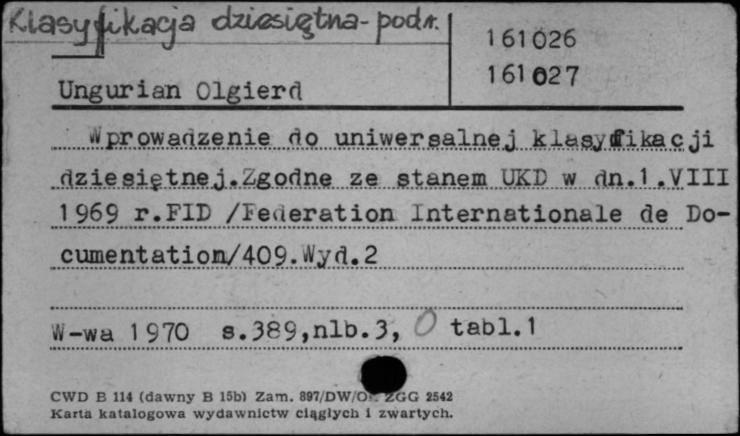 Klasyfikacja dziesiętna-podr.
161026
161027
Ungurian Olgierd
Wprowadzenie do uniwersalnej klasyfikacji
dziesiętnej.Zgodne ze stanem UKD w dn.1.VIII
1969 r.FID /Federation Internationale de Do-
cumentation/409.Wyd.2
W-wa 1970 s.389,nlb.3, tabl.1
CWD B 114 (dawny B 15b) Zam. 897/DW/O ZGG 2542
Karta katalogowa wydawnictw ciągłych i zwartych.